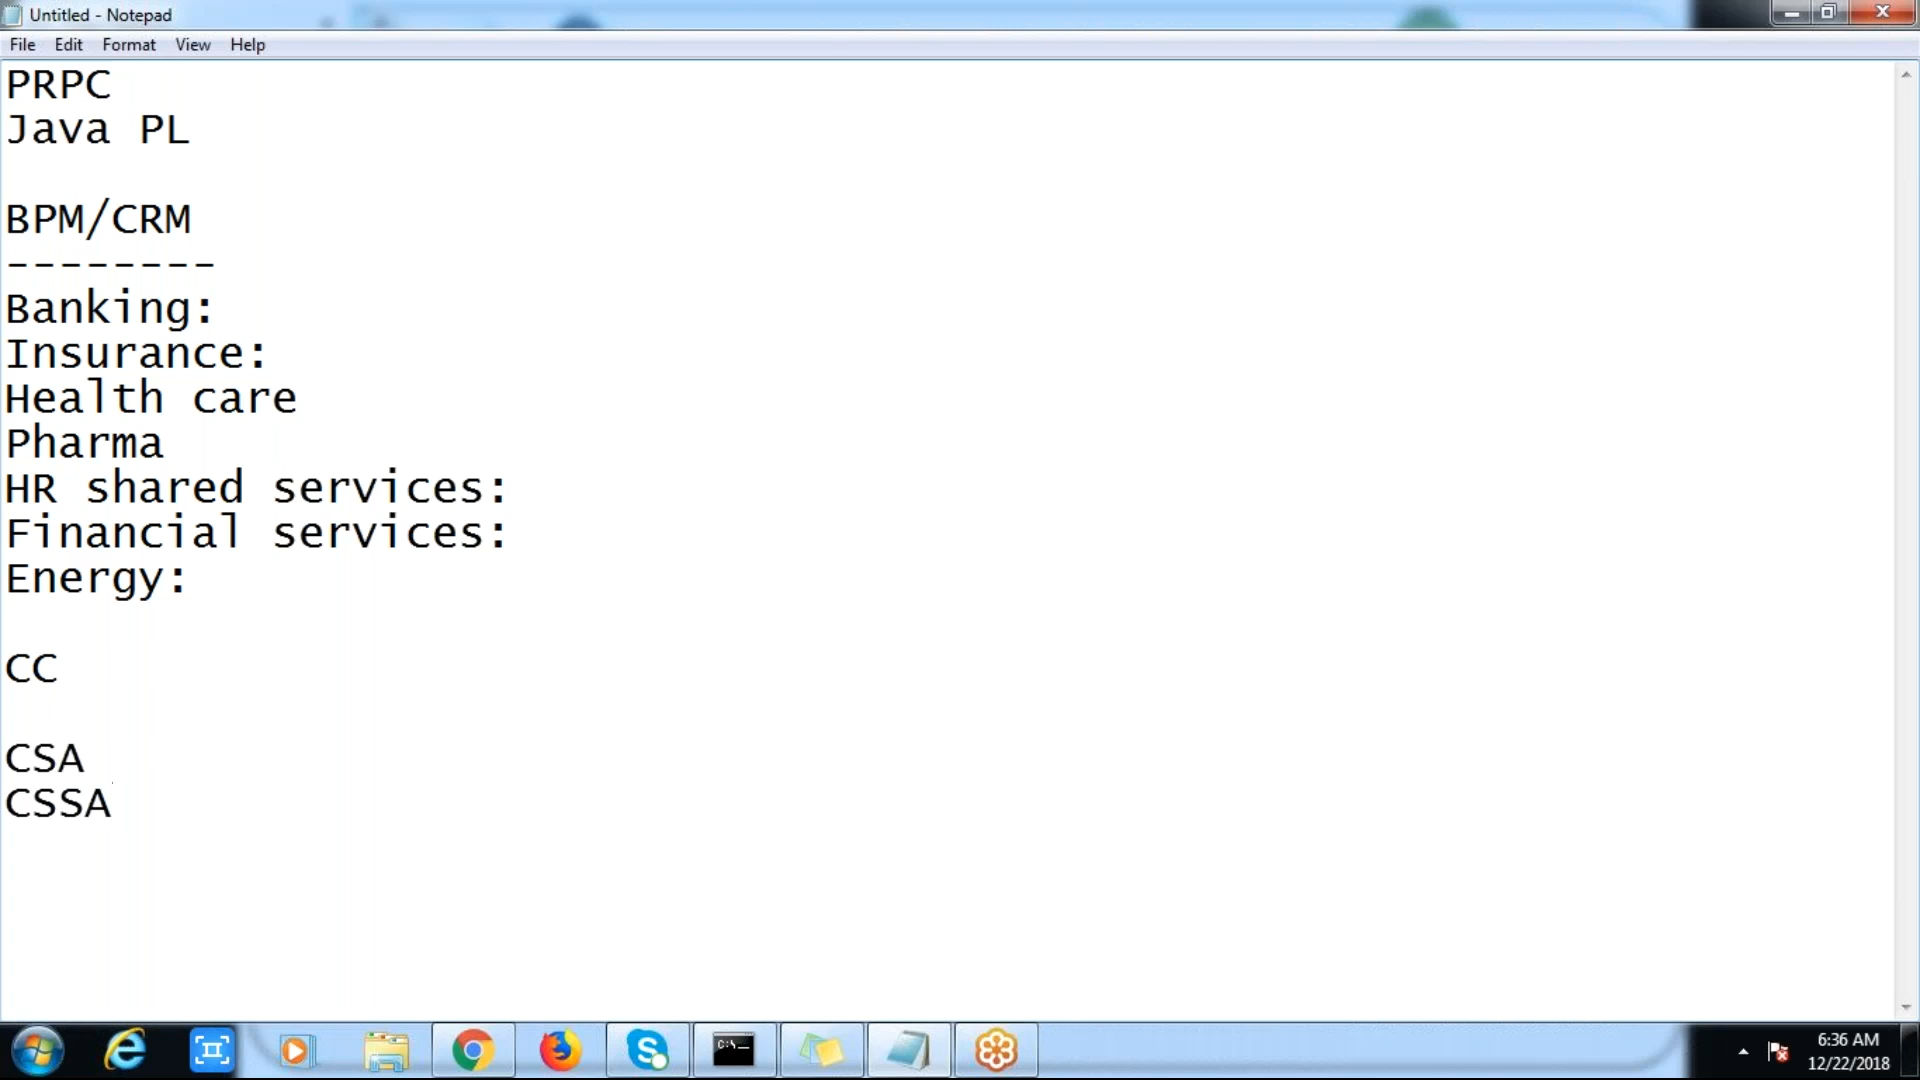 Untitled - Notepad
File Edit Format View Help
PRPC
Java PL
BPM/CRM
--------
Banking:
Insurance:
Health care
Pharma
HR shared services:
Financial services:
Energy:
CC
CSA
CSSA
C:\_
6:36 AM
12/22/2018